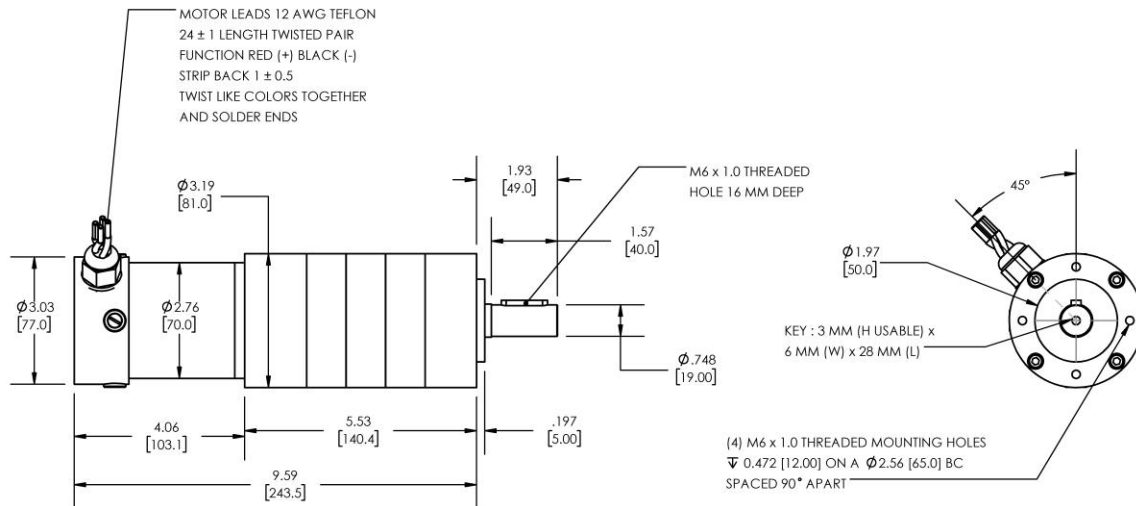 MOTOR LEADS 12 AWG TEFLON
24 ± 1 LENGTH TWISTED PAIR
FUNCTION RED (+) BLACK (-)
STRIP BACK 1 ± 0.5
TWIST LIKE COLORS TOGETHER
AND SOLDER ENDS
1.93
[49.0]
M6 x 1.0 THREADED
HOLE 16 MM DEEP
Ø3.19
[81.0]
45°
1.57
[40.0]
Ø1.97
[50.0]
Ø3.03
[77.0]
Ø2.76
[70.0]
KEY : 3 MM (H USABLE) x
6 MM (W) x 28 MM (L)
Ø.748
[19.00]
4.06
[103.1]
5.53
[140.4]
.197
[5.00]
(4) M6 x 1.0 THREADED MOUNTING HOLES
↧ 0.472 [12.00] ON A Ø2.56 [65.0] BC
SPACED 90° APART
9.59
[243.5]